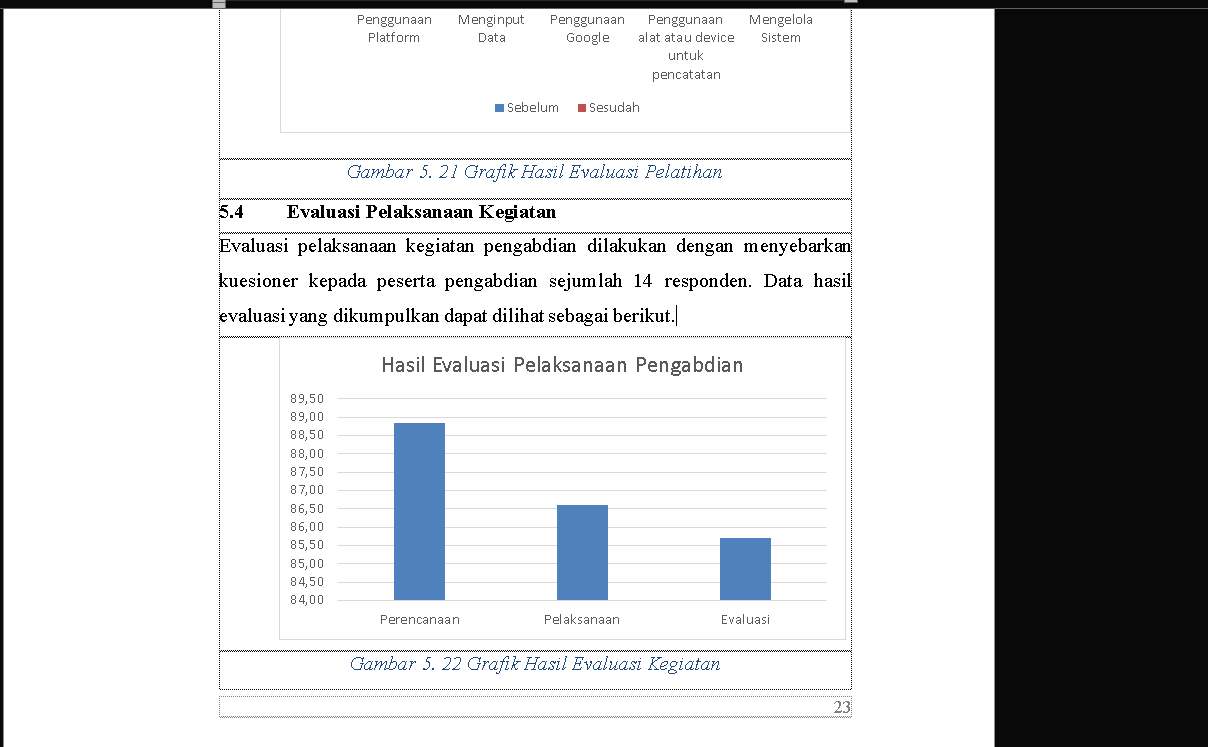 Penggunaan Menginput Penggunaan Penggunaan Mengelola
Platform Data Google alat atau device Sistem
untuk
pencatatan
Sebelum Sesudah
Gambar 5. 21 Grafik Hasil Evaluasi Pelatihan
5.4 Evaluasi Pelaksanaan Kegiatan
Evaluasi pelaksanaan kegiatan pengabdian dilakukan dengan menyebarkan
kuesioner kepada peserta pengabdian sejumlah 14 responden. Data hasil
evaluasi yang dikumpulkan dapat dilihat sebagai berikut.
Hasil Evaluasi Pelaksanaan Pengabdian
89,50
89,00
88,50
88,00
87,50
87,00
86,50
86,00
85,50
85,00
84,50
84,00
Perencanaan Pelaksanaan Evaluasi
Gambar 5. 22 Grafik Hasil Evaluasi Kegiatan
23